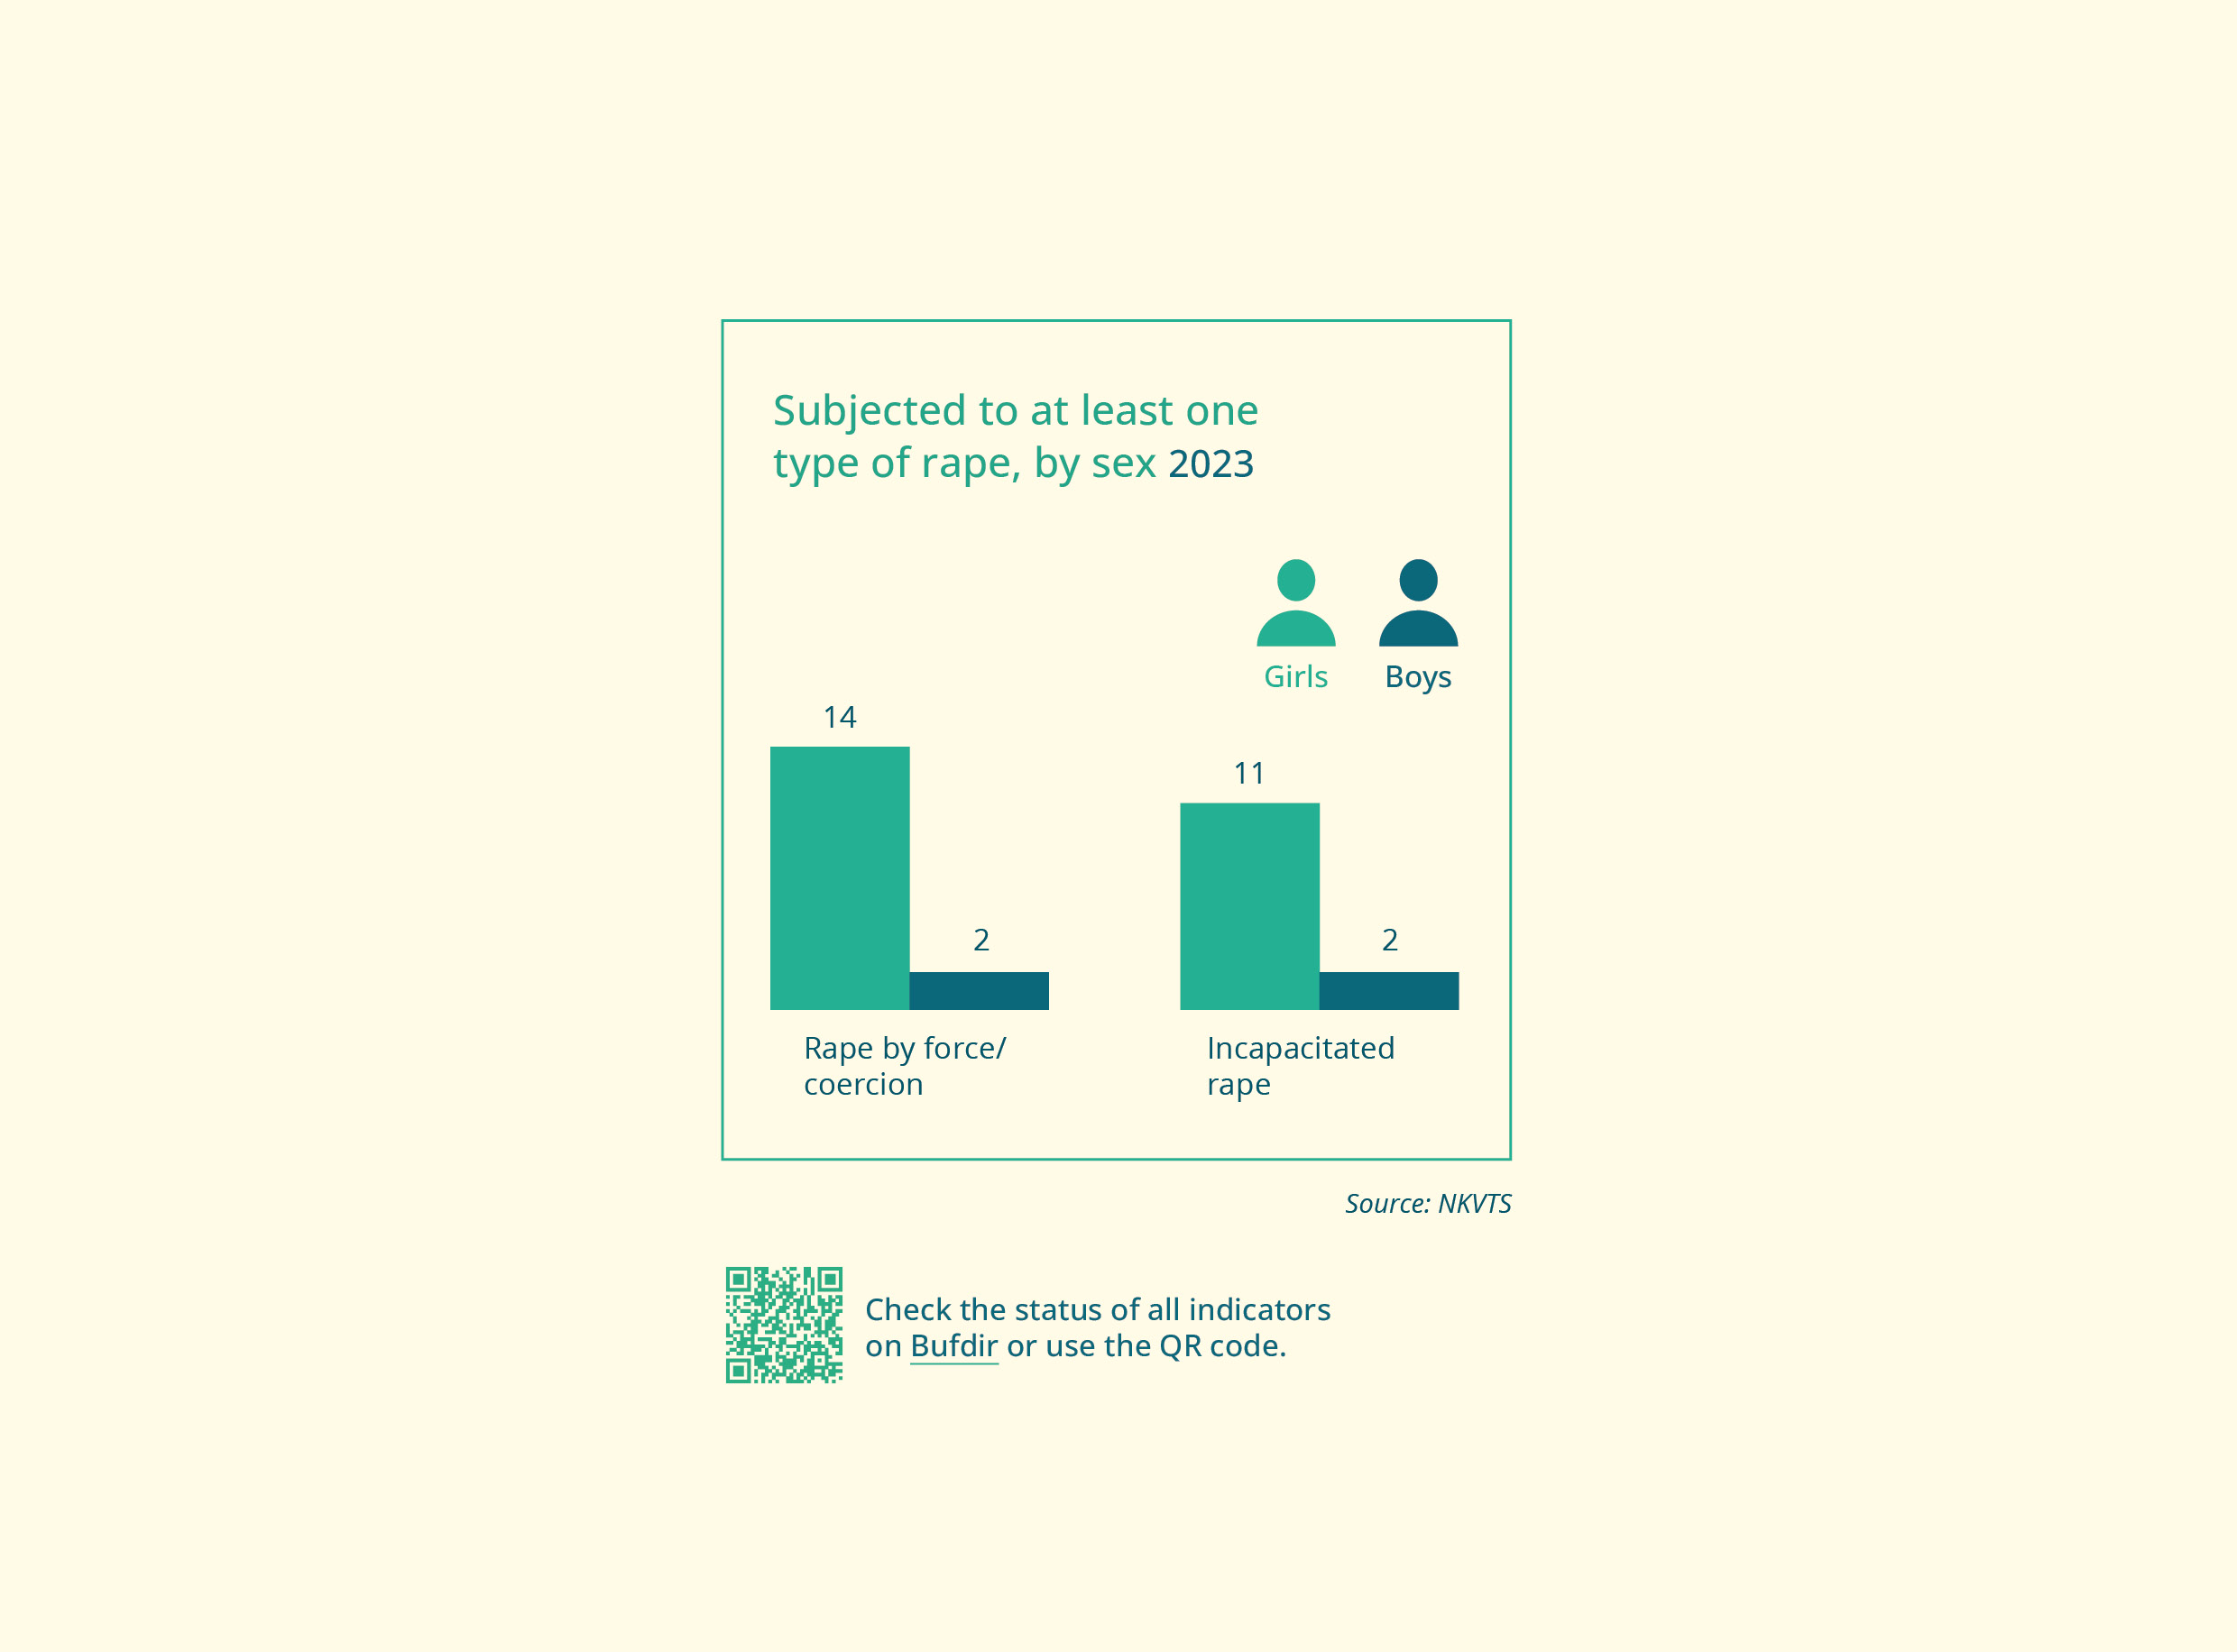 Subjected to at least one
type of rape, by sex 2023
Girls
Boys
14
2
11
2
Rape by force/
coercion
Incapacitated
rape
Source: NKVTS
Check the status of all indicators
on Bufdir or use the QR code.